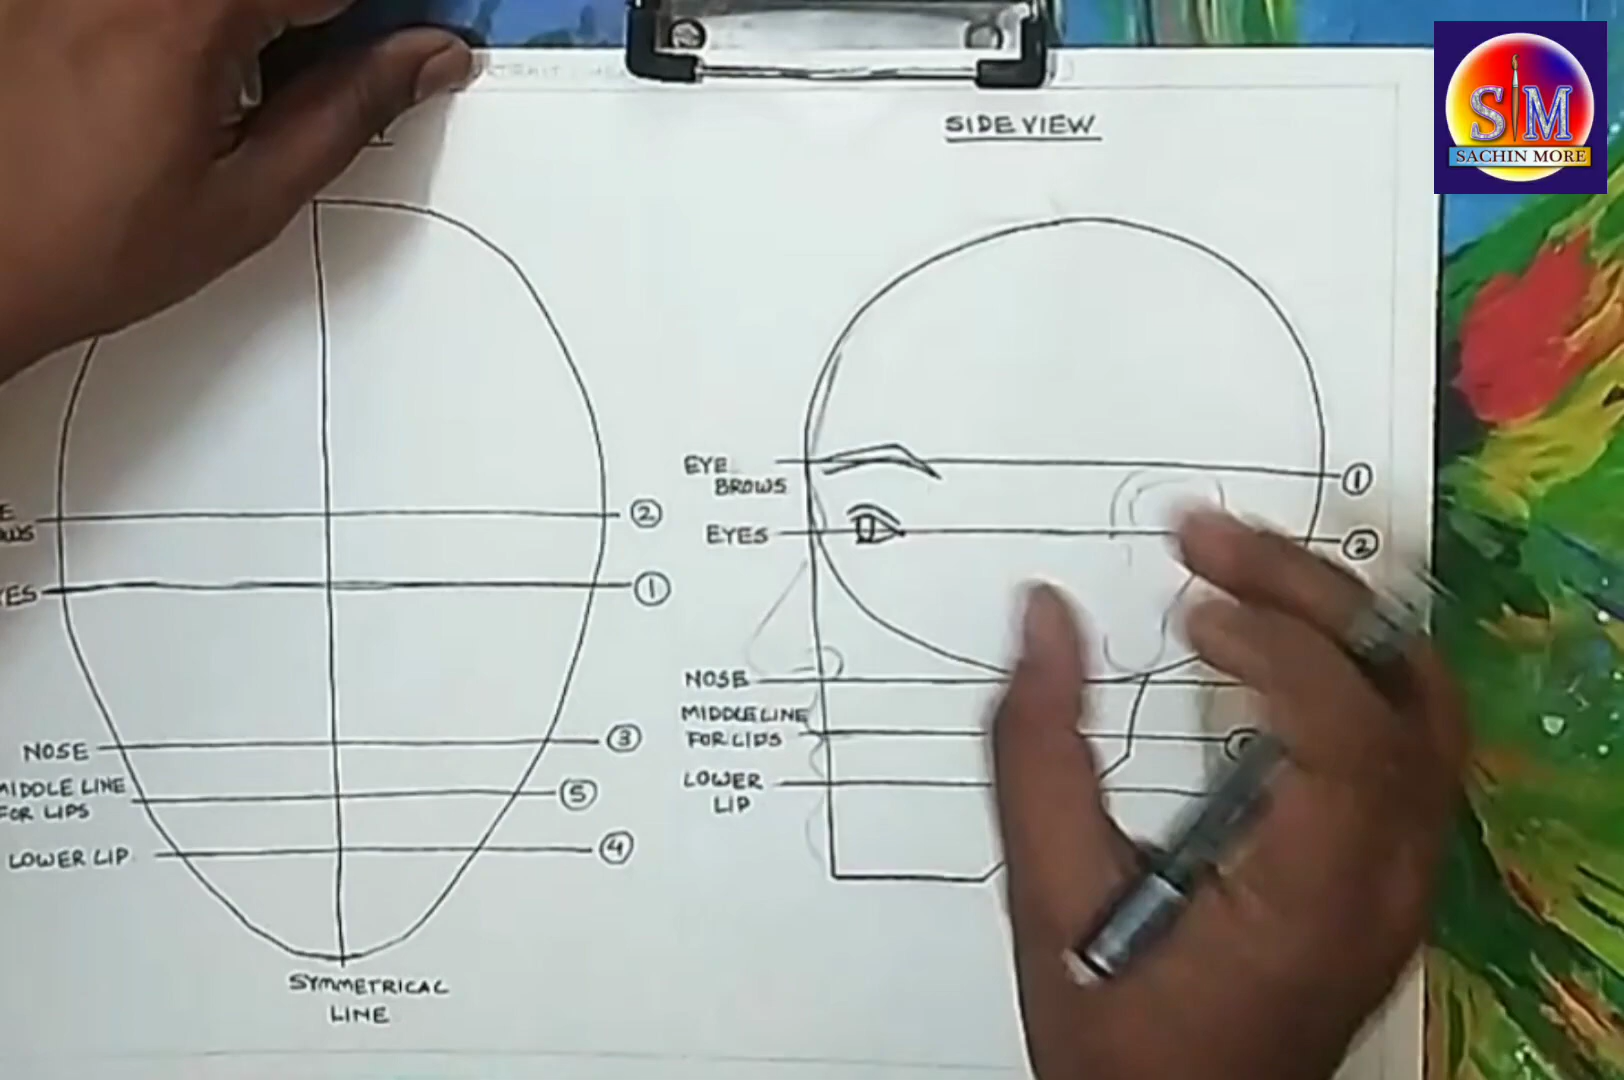 SIDE VIEW
SIM
SACHIN MORE
EYE
BROWS
1
EYES
2
2
1
NOSE
MIDDLE LINE
FOR LIPS
LOWER
LIP
NOSE
3
MIDDLE LINE
FOR LIPS
5
LOWER LIP
4
SYMMETRICAL
LINE